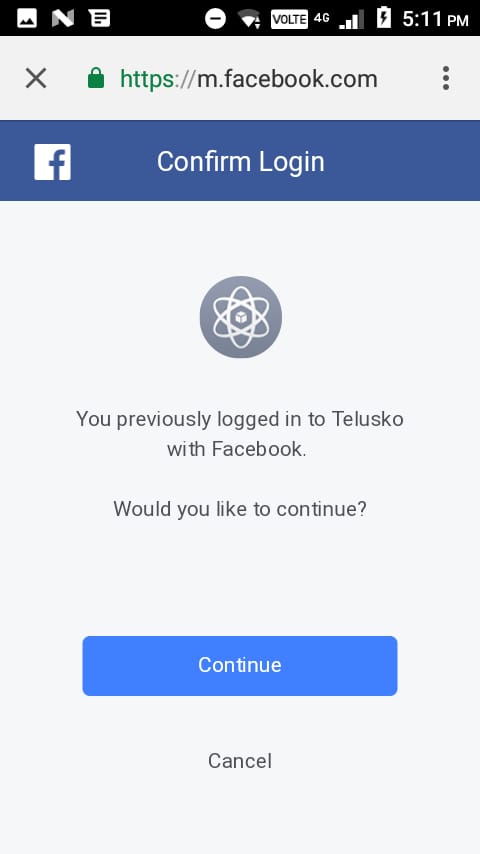 VOLTE 4G 5:11 PM
https://m.facebook.com
Confirm Login
You previously logged in to Telusko
with Facebook.
Would you like to continue?
Continue
Cancel